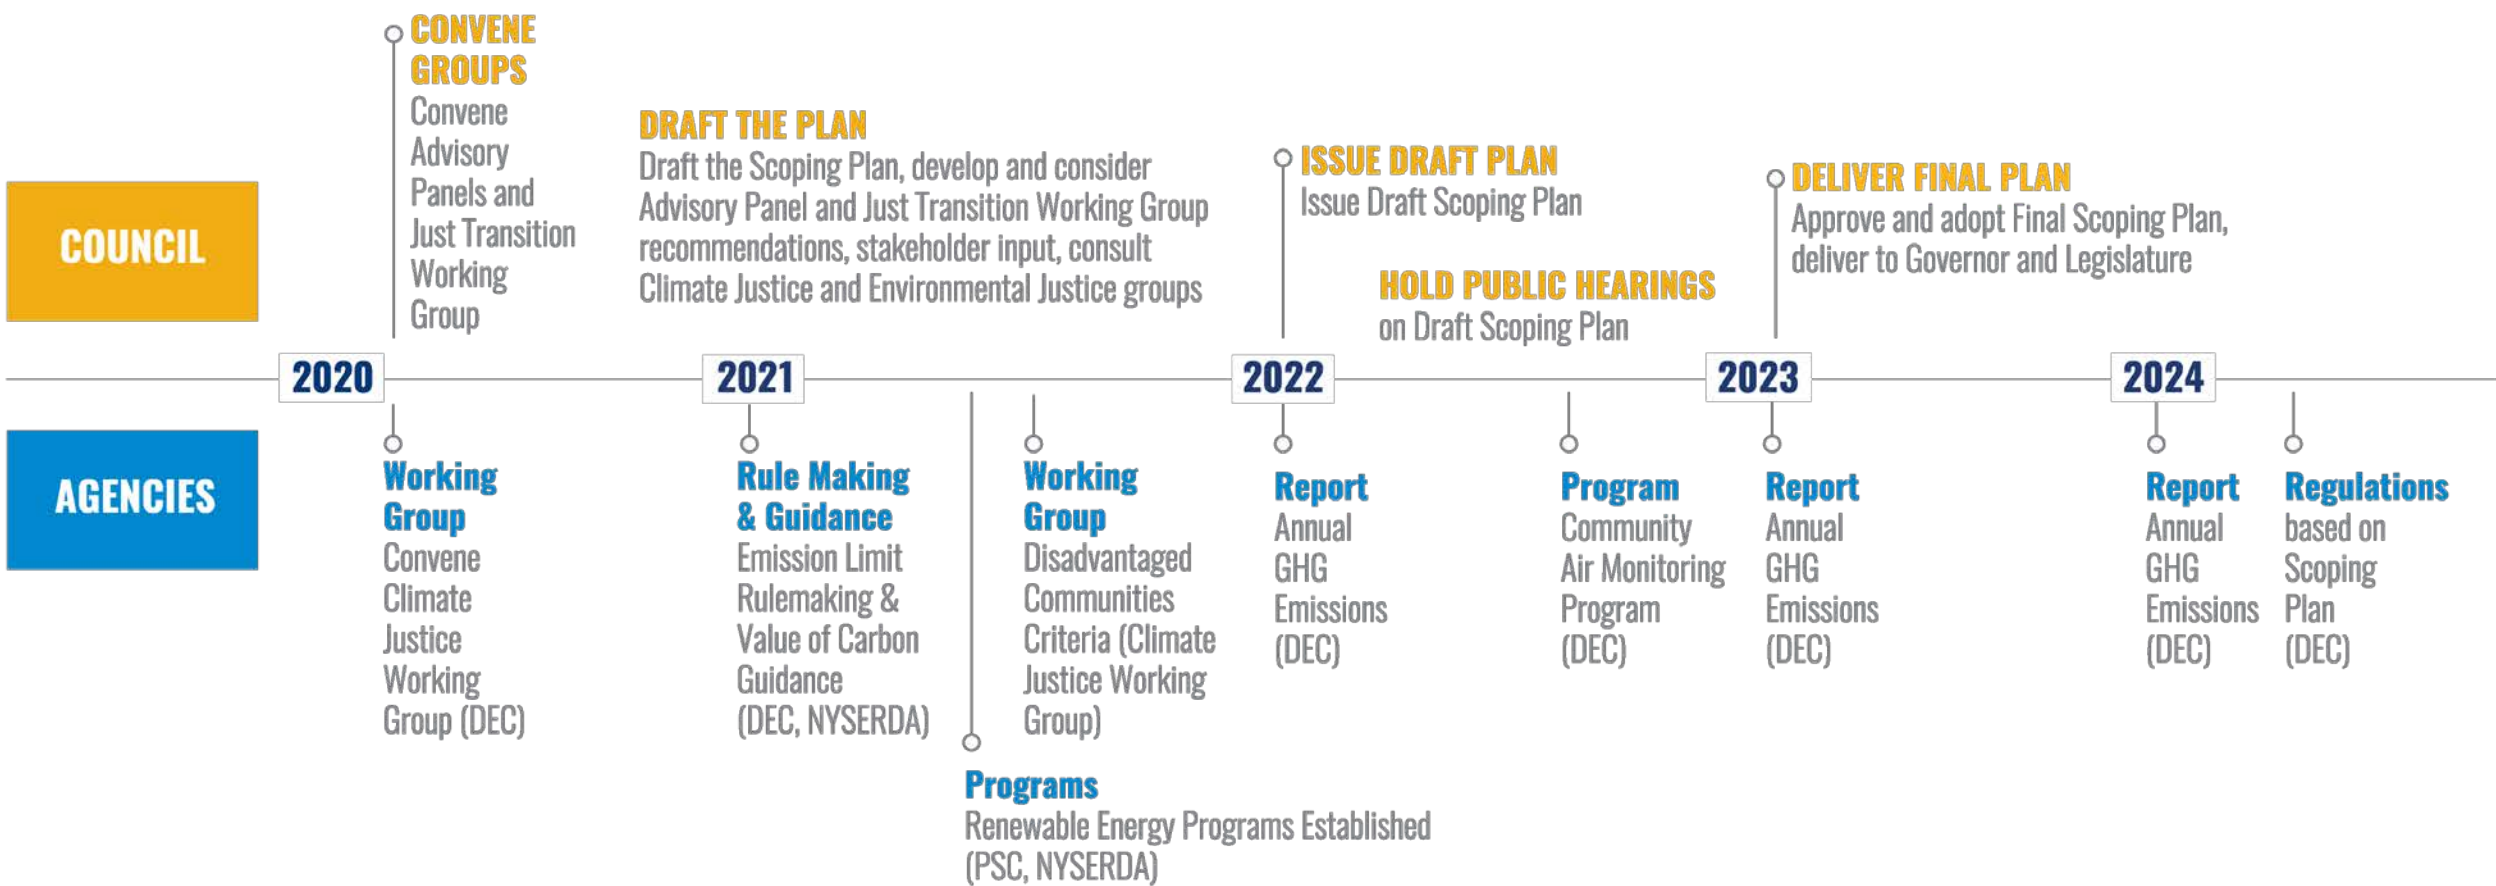 CONVENE
GROUPS
Convene
Advisory
Panels and
Just Transition
Working
Group
DRAFT THE PLAN
Draft the Scoping Plan, develop and consider
Advisory Panel and Just Transition Working Group
recommendations, stakeholder input, consult
Climate Justice and Environmental Justice groups
ISSUE DRAFT PLAN
Issue Draft Scoping Plan
HOLD PUBLIC HEARINGS
on Draft Scoping Plan
DELIVER FINAL PLAN
Approve and adopt Final Scoping Plan,
deliver to Governor and Legislature
COUNCIL
2020
2021
2022
2023
2024
AGENCIES
Working
Group
Convene
Climate
Justice
Working
Group (DEC)
Rule Making
& Guidance
Emission Limit
Rulemaking &
Value of Carbon
Guidance
(DEC, NYSERDA)
Programs
Renewable Energy Programs Established
(PSC, NYSERDA)
Working
Group
Disadvantaged
Communities
Criteria (Climate
Justice Working
Group)
Report
Annual
GHG
Emissions
(DEC)
Program
Community
Air Monitoring
Program
(DEC)
Report
Annual
GHG
Emissions
(DEC)
Report
Annual
GHG
Emissions
(DEC)
Regulations
based on
Scoping
Plan
(DEC)